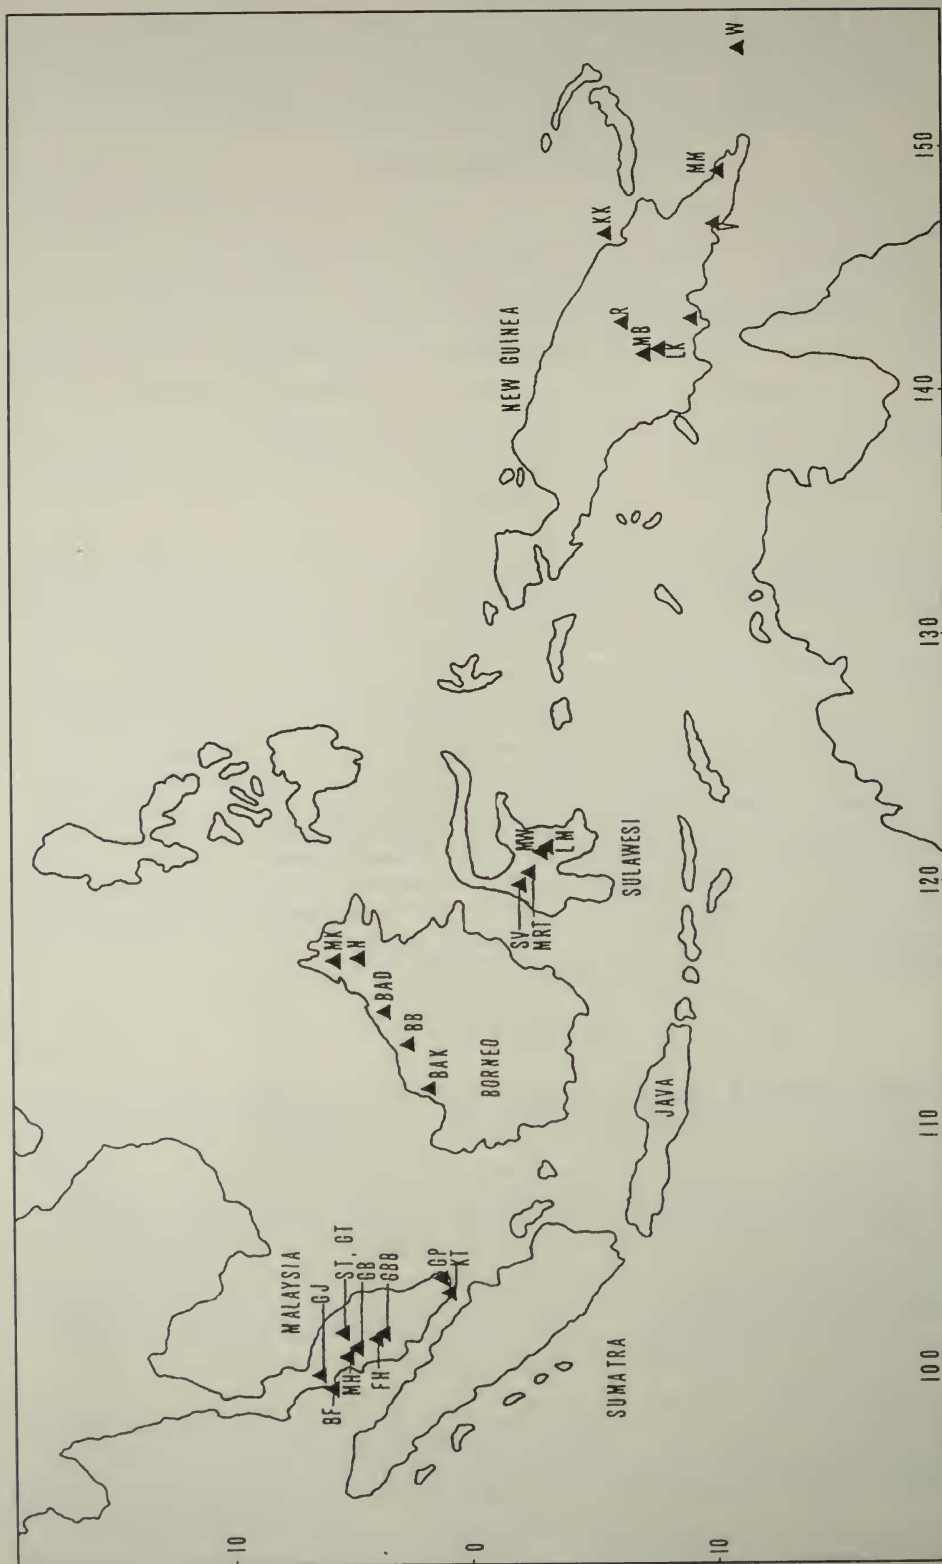 MALAYSIA
GJ
ST, GT
GB
GBB
BF
MH
FH
GP
KT
SUMATRA
MK
N
BAD
BB
BAK
BORNEO
JAVA
SV
MRT
MW
LM
SULAWESI
NEW GUINEA
KK
R
MB
LK
V
MM
W
10
0
10
100
110
120
130
140
150